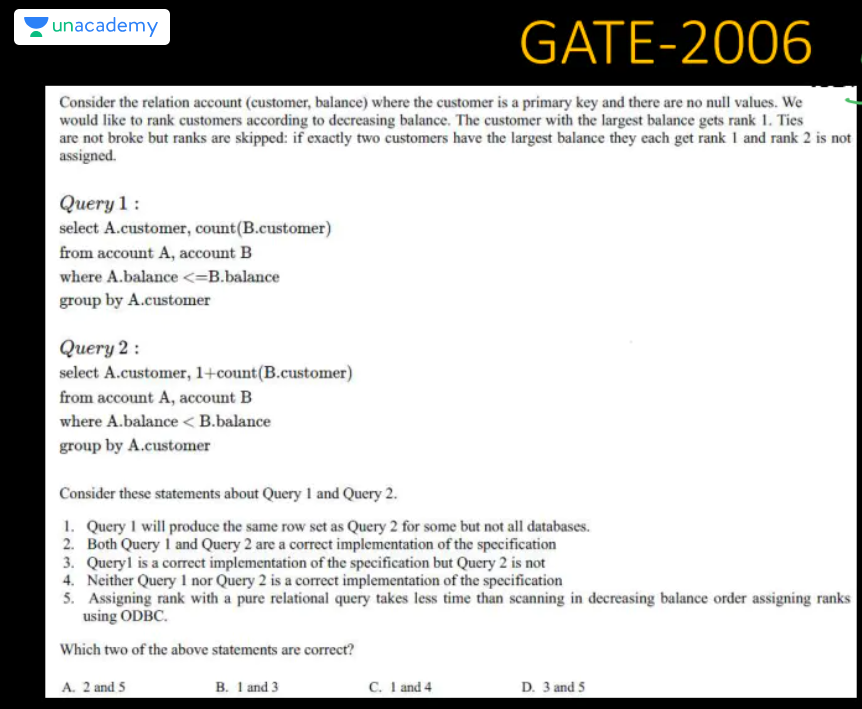 unacademy
GATE-2006
Consider the relation account (customer, balance) where the customer is a primary key and there are no null values. We
would like to rank customers according to decreasing balance. The customer with the largest balance gets rank 1. Ties
are not broke but ranks are skipped: if exactly two customers have the largest balance they each get rank 1 and rank 2 is not
assigned.
Query 1 :
select A.customer, count(B.customer)
from account A, account B
where A.balance <=B.balance
group by A.customer
Query 2 :
select A.customer, 1+count(B.customer)
from account A, account B
where A.balance < B.balance
group by A.customer
Consider these statements about Query 1 and Query 2.
1. Query 1 will produce the same row set as Query 2 for some but not all databases.
2. Both Query 1 and Query 2 are a correct implementation of the specification
3. Query1 is a correct implementation of the specification but Query 2 is not
4. Neither Query 1 nor Query 2 is a correct implementation of the specification
5. Assigning rank with a pure relational query takes less time than scanning in decreasing balance order assigning ranks
using ODBC.
Which two of the above statements are correct?
A. 2 and 5 B. 1 and 3 C. 1 and 4 D. 3 and 5